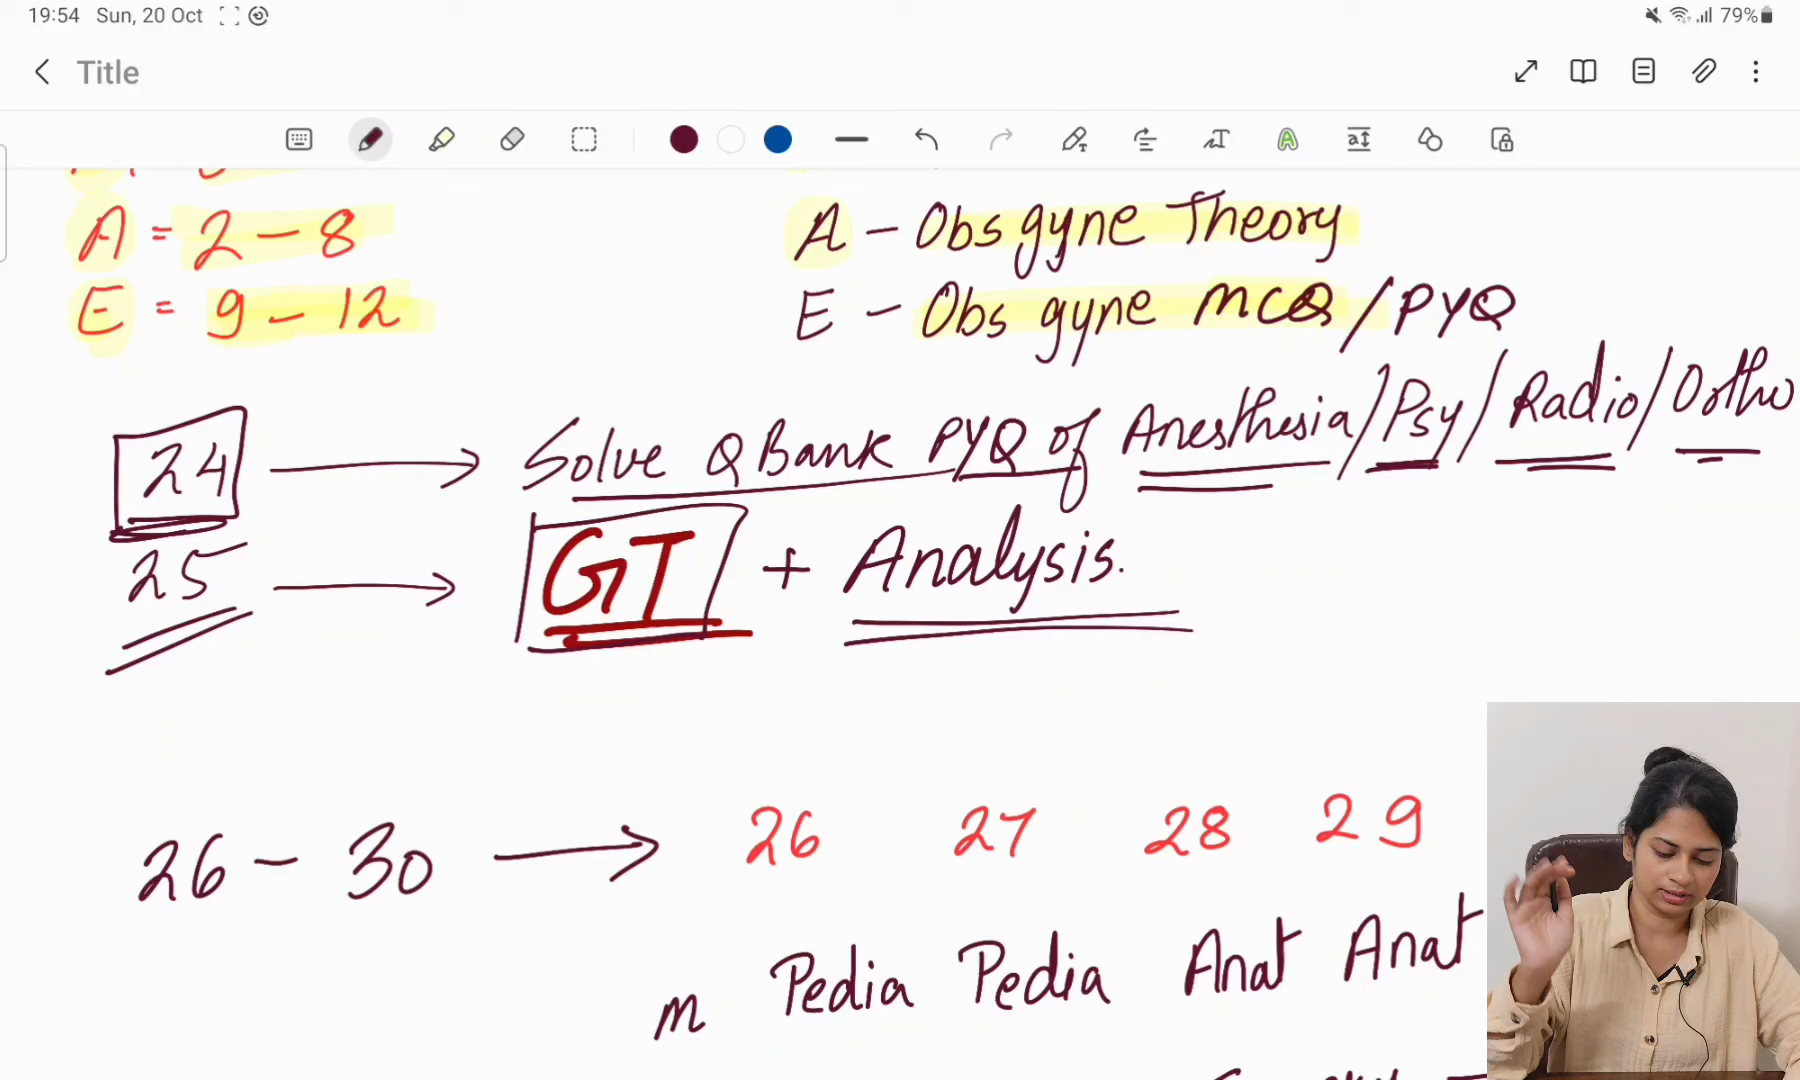 19:54 Sun, 20 Oct 79%
Title
A = 2 - 8
A - Obs gyne Theory
E = 9 - 12
E - Obs gyne MCQ/PYQ
24 → Solve Q Bank PYQ of Anesthesia/Psy/Radio/Ortho
25 → GT + Analysis.
26 - 30 → 26 27 28 29
m Pedia Pedia Anat Anat